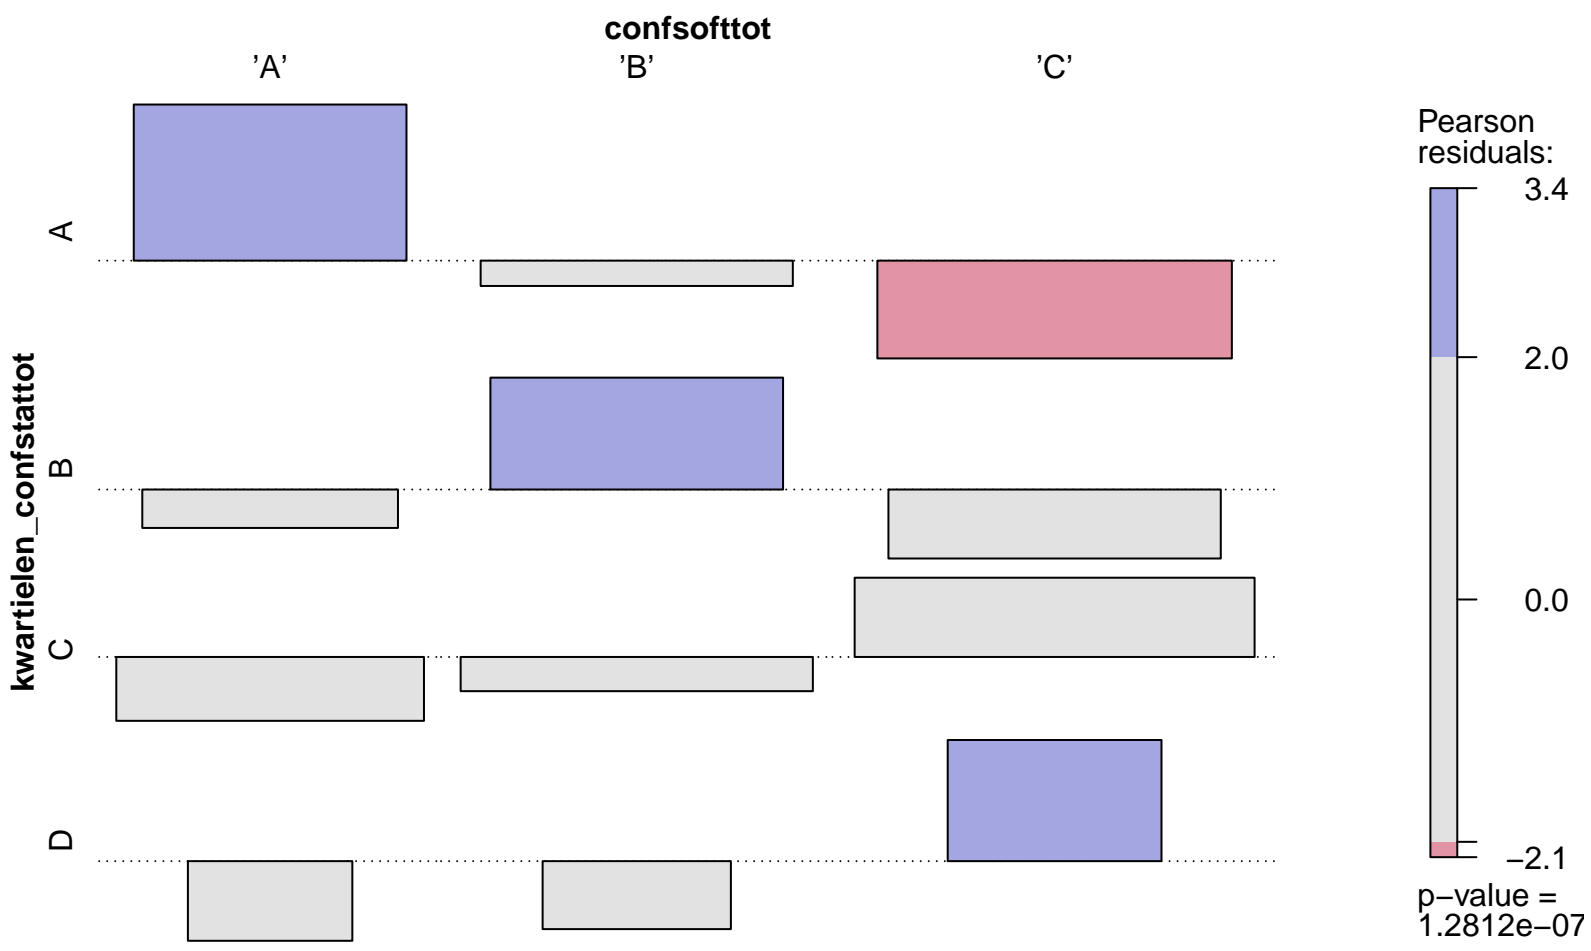 confsofttot
’A’ ’B’ ’C’
kwartielen_confstattot
A
B
C
D
Pearson
residuals:
3.4
2.0
0.0
−2.1
p−value =
1.2812e−07